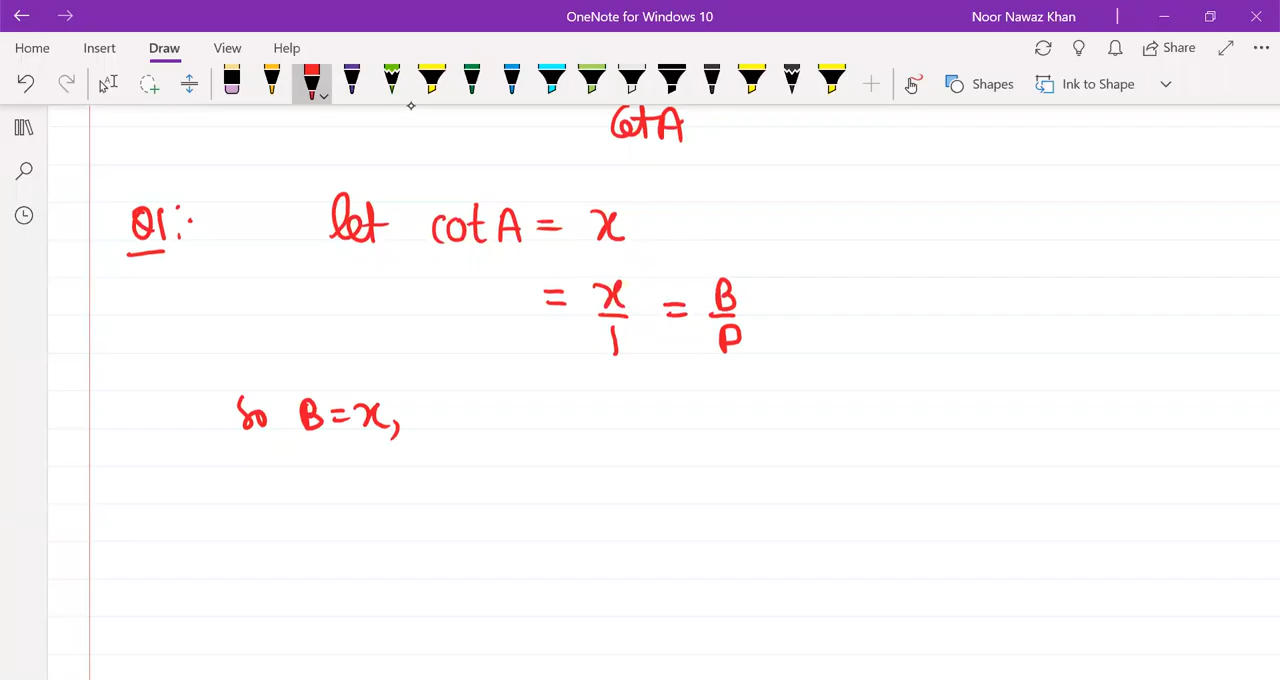 OneNote for Windows 10
Noor Nawaz Khan
Home Insert Draw View Help
Share
Shapes
Ink to Shape
Cot A
Q1:- let cot A = x
= x/1 = B/P
So B = x,